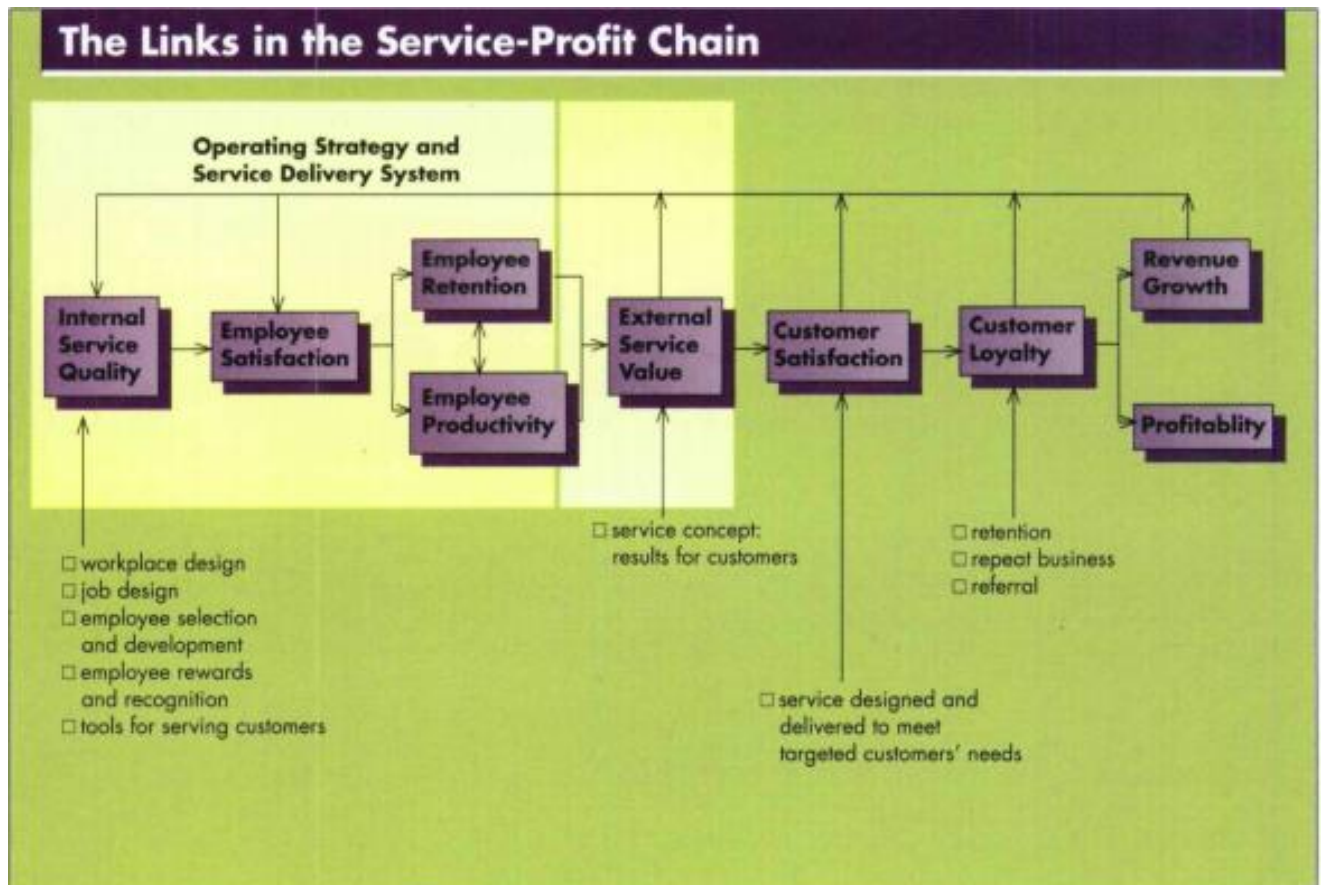 The Links in the Service-Profit Chain
Operating Strategy and
Service Delivery System
Internal
Service
Quality
Employee
Satisfaction
Employee
Retention
Employee
Productivity
External
Service
Value
Customer
Satisfaction
Customer
Loyalty
Revenue
Growth
Profitablity
☐ workplace design
☐ job design
☐ employee selection
and development
☐ employee rewards
and recognition
☐ tools for serving customers
☐ service concept:
results for customers
☐ service designed and
delivered to meet
targeted customers' needs
☐ retention
☐ repeat business
☐ referral